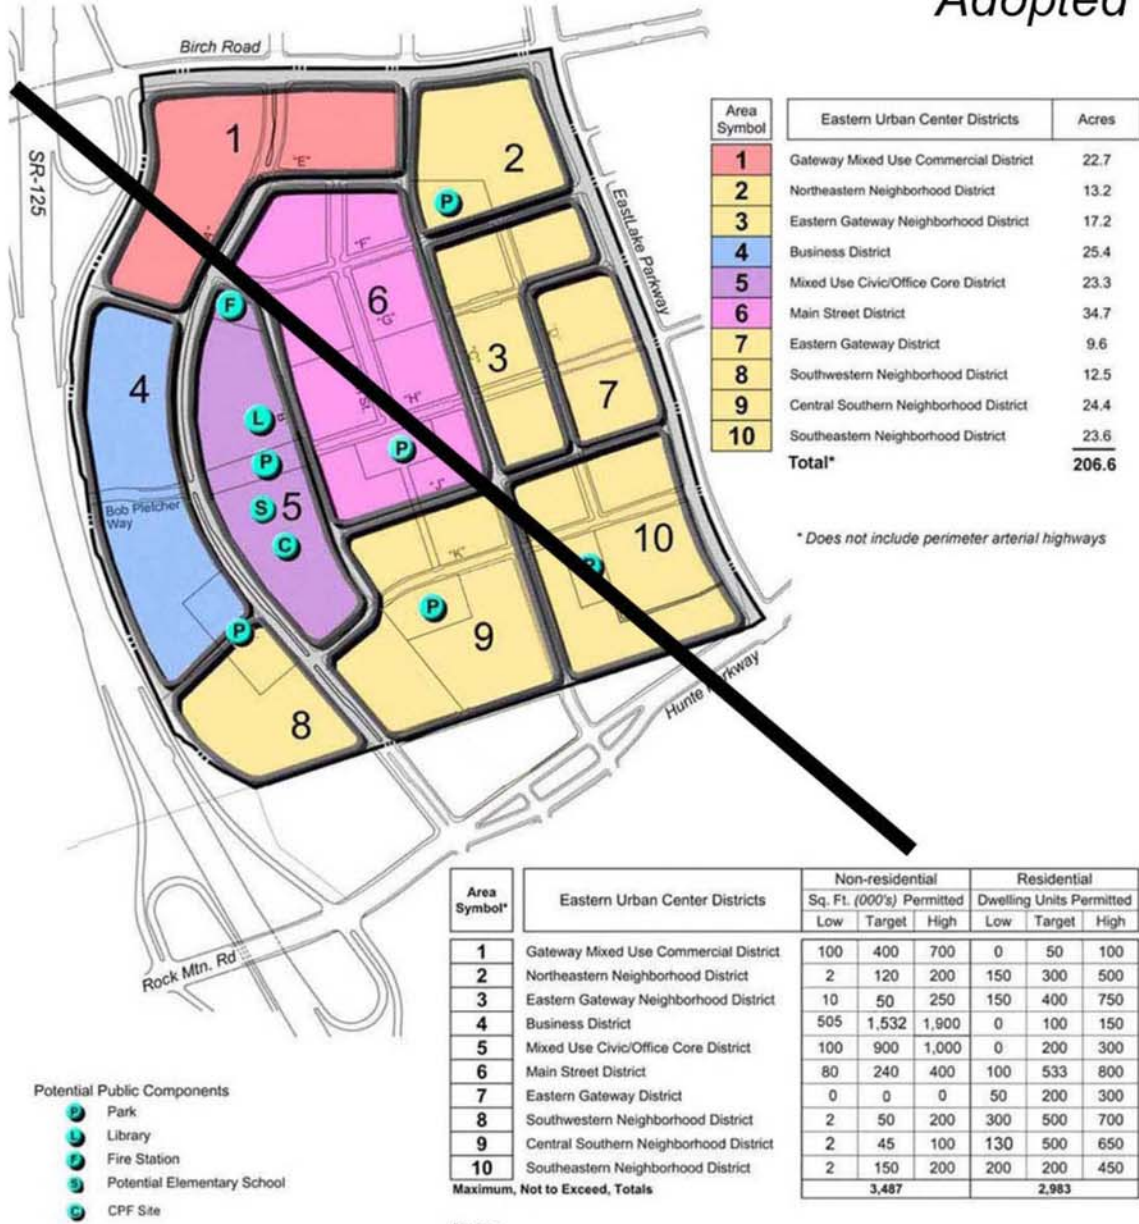 Adopted
Birch Road
SR-125
EastLake Parkway
1
"E"
2
P
"F"
6
"G"
F
3
4
7
L
"H"
P
P
"J"
Bob Pletcher
Way
S
5
C
10
"K"
P
P
9
P
8
Hunte Parkway
Rock Mtn. Rd
Area Symbol Eastern Urban Center Districts Acres
1 Gateway Mixed Use Commercial District 22.7
2 Northeastern Neighborhood District 13.2
3 Eastern Gateway Neighborhood District 17.2
4 Business District 25.4
5 Mixed Use Civic/Office Core District 23.3
6 Main Street District 34.7
7 Eastern Gateway District 9.6
8 Southwestern Neighborhood District 12.5
9 Central Southern Neighborhood District 24.4
10 Southeastern Neighborhood District 23.6
Total* 206.6
* Does not include perimeter arterial highways
Area Symbol* Eastern Urban Center Districts Non-residential Residential
Sq. Ft. (000's) Permitted Dwelling Units Permitted
Low Target High Low Target High
1 Gateway Mixed Use Commercial District 100 400 700 0 50 100
2 Northeastern Neighborhood District 2 120 200 150 300 500
3 Eastern Gateway Neighborhood District 10 50 250 150 400 750
4 Business District 505 1,532 1,900 0 100 150
5 Mixed Use Civic/Office Core District 100 900 1,000 0 200 300
6 Main Street District 80 240 400 100 533 800
7 Eastern Gateway District 0 0 0 50 200 300
8 Southwestern Neighborhood District 2 50 200 300 500 700
9 Central Southern Neighborhood District 2 45 100 130 500 650
10 Southeastern Neighborhood District 2 150 200 200 200 450
Maximum, Not to Exceed, Totals 3,487 2,983
Potential Public Components
P Park
L Library
F Fire Station
S Potential Elementary School
C CPF Site